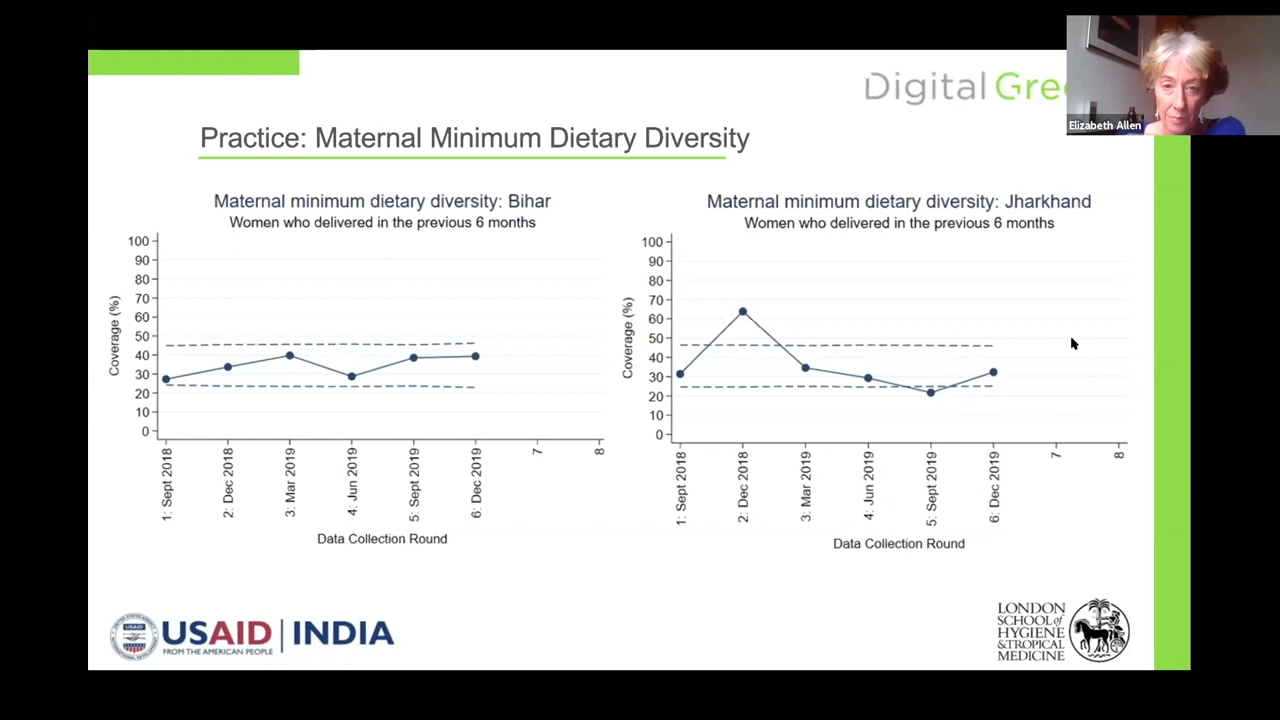 Digital Gre
Elizabeth Allen
Practice: Maternal Minimum Dietary Diversity
Maternal minimum dietary diversity: Bihar
Women who delivered in the previous 6 months
Coverage (%)
100
90
80
70
60
50
40
30
20
10
0
1: Sept 2018
2: Dec 2018
3: Mar 2019
4: Jun 2019
5: Sept 2019
6: Dec 2019
7
8
Data Collection Round
Maternal minimum dietary diversity: Jharkhand
Women who delivered in the previous 6 months
Coverage (%)
100
90
80
70
60
50
40
30
20
10
0
1: Sept 2018
2: Dec 2018
3: Mar 2019
4: Jun 2019
5: Sept 2019
6: Dec 2019
7
8
Data Collection Round
USAID
USAID | INDIA
FROM THE AMERICAN PEOPLE
LONDON
SCHOOL of
HYGIENE
&TROPICAL
MEDICINE